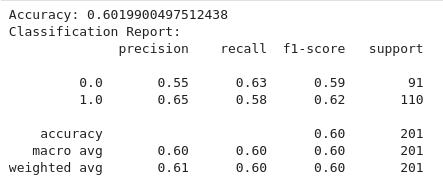 Accuracy: 0.6019900497512438
Classification Report:
              precision    recall  f1-score   support

         0.0       0.55      0.63      0.59        91
         1.0       0.65      0.58      0.62       110

    accuracy                           0.60       201
   macro avg       0.60      0.60      0.60       201
weighted avg       0.61      0.60      0.60       201